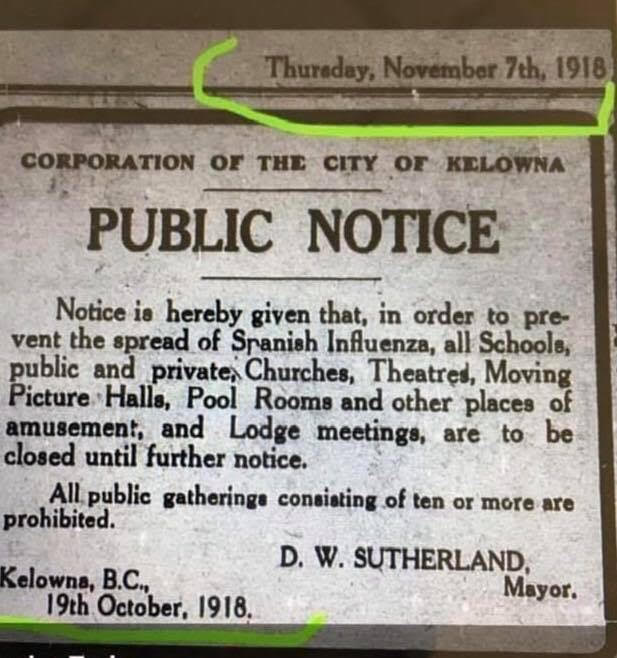 Thursday, November 7th, 1918
CORPORATION OF THE CITY OF KELOWNA
PUBLIC NOTICE
Notice is hereby given that, in order to pre-
vent the spread of Spanish Influenza, all Schools,
public and private, Churches, Theatres, Moving
Picture Halls, Pool Rooms and other places of
amusement, and Lodge meetings, are to be
closed until further notice.
All public gatherings consisting of ten or more are
prohibited.
D. W. SUTHERLAND,
Mayor.
Kelowna, B.C.,
19th October, 1918.